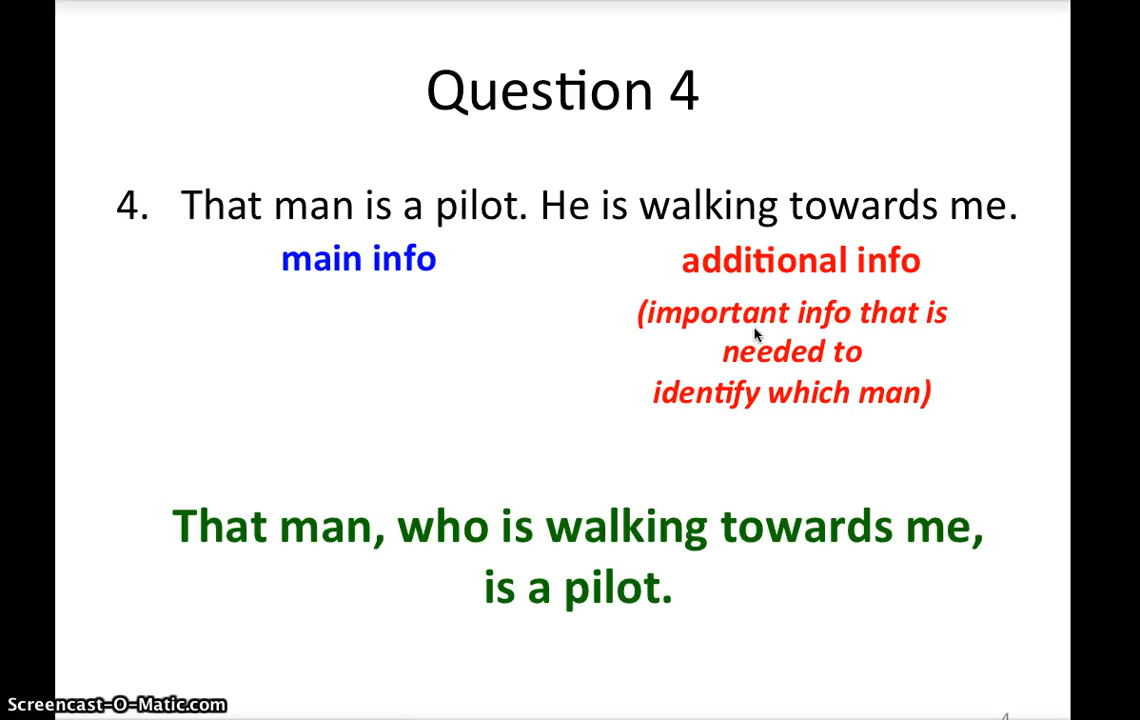 Question 4
4. That man is a pilot. He is walking towards me.
main info
additional info
(important info that is
needed to
identify which man)
That man, who is walking towards me,
is a pilot.
Screencast-O-Matic.com
4